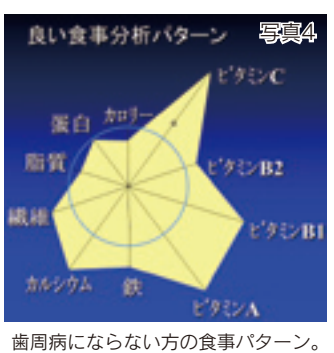 良い食事分析パターン 写真4
カロリー
ビタミンC
ビタミンB2
ビタミンB1
ビタミンA
鉄
カルシウム
繊維
脂質
蛋白
歯周病にならない方の食事パターン。